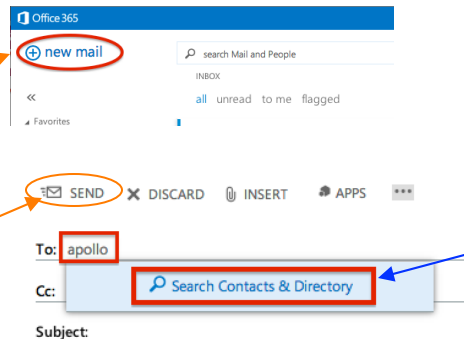 Office 365
new mail
search Mail and People
INBOX
«
all unread to me flagged
Favorites
SEND DISCARD INSERT APPS ...
To: apollo
Search Contacts & Directory
Cc:
Subject: